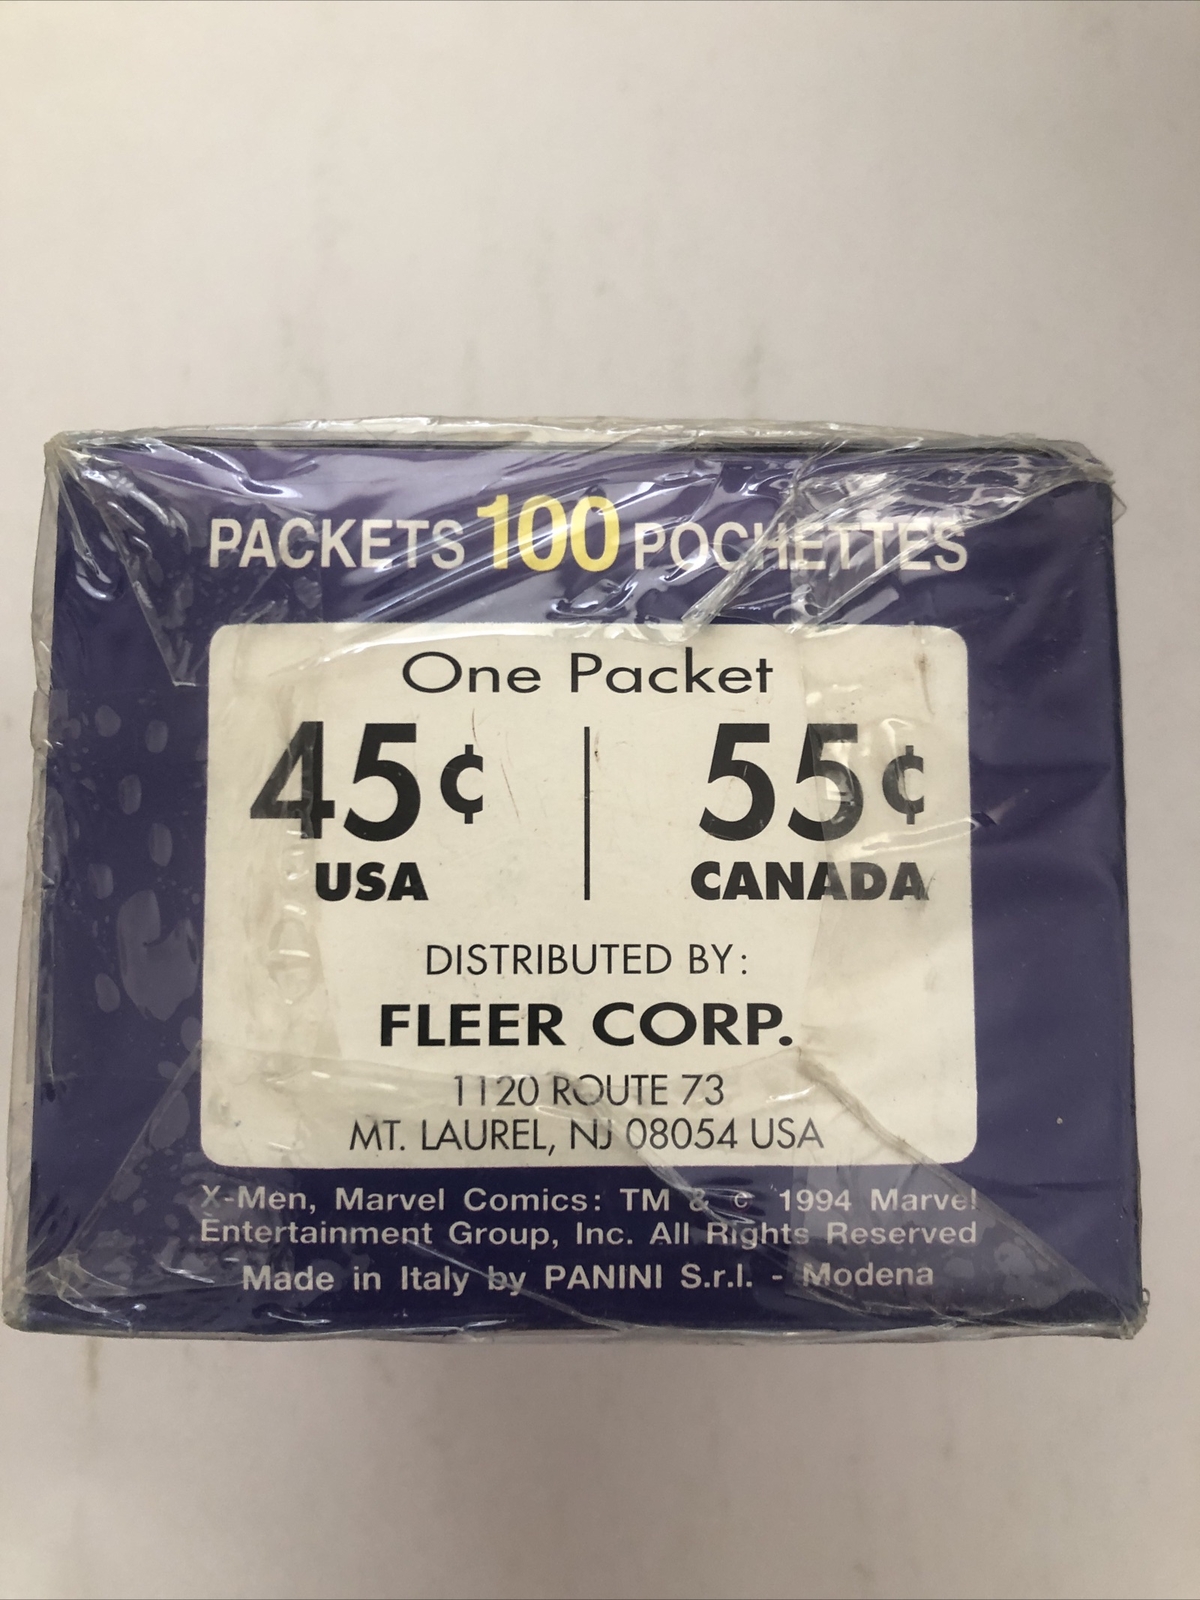 PACKETS 100 POCHETTES
One Packet
45¢ 55¢
USA CANADA
DISTRIBUTED BY:
FLEER CORP.
1120 ROUTE 73
MT. LAUREL, NJ 08054 USA
X-Men, Marvel Comics: TM & © 1994 Marvel
Entertainment Group, Inc. All Rights Reserved
Made in Italy by PANINI S.r.l. - Modena